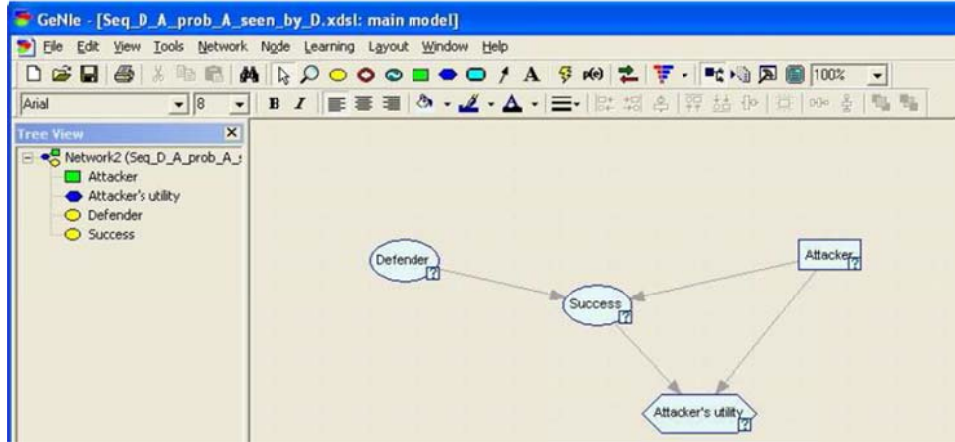 GeNIe - [Seq_D_A_prob_A_seen_by_D.xdsl: main model]
File Edit View Tools Network Node Learning Layout Window Help
A p(e) 100%
Arial 8 B I A
Tree View
Network2 (Seq_D_A_prob_A_s
Attacker
Attacker's utility
Defender
Success
Defender ?
Attacker ?
Success ?
Attacker's utility ?